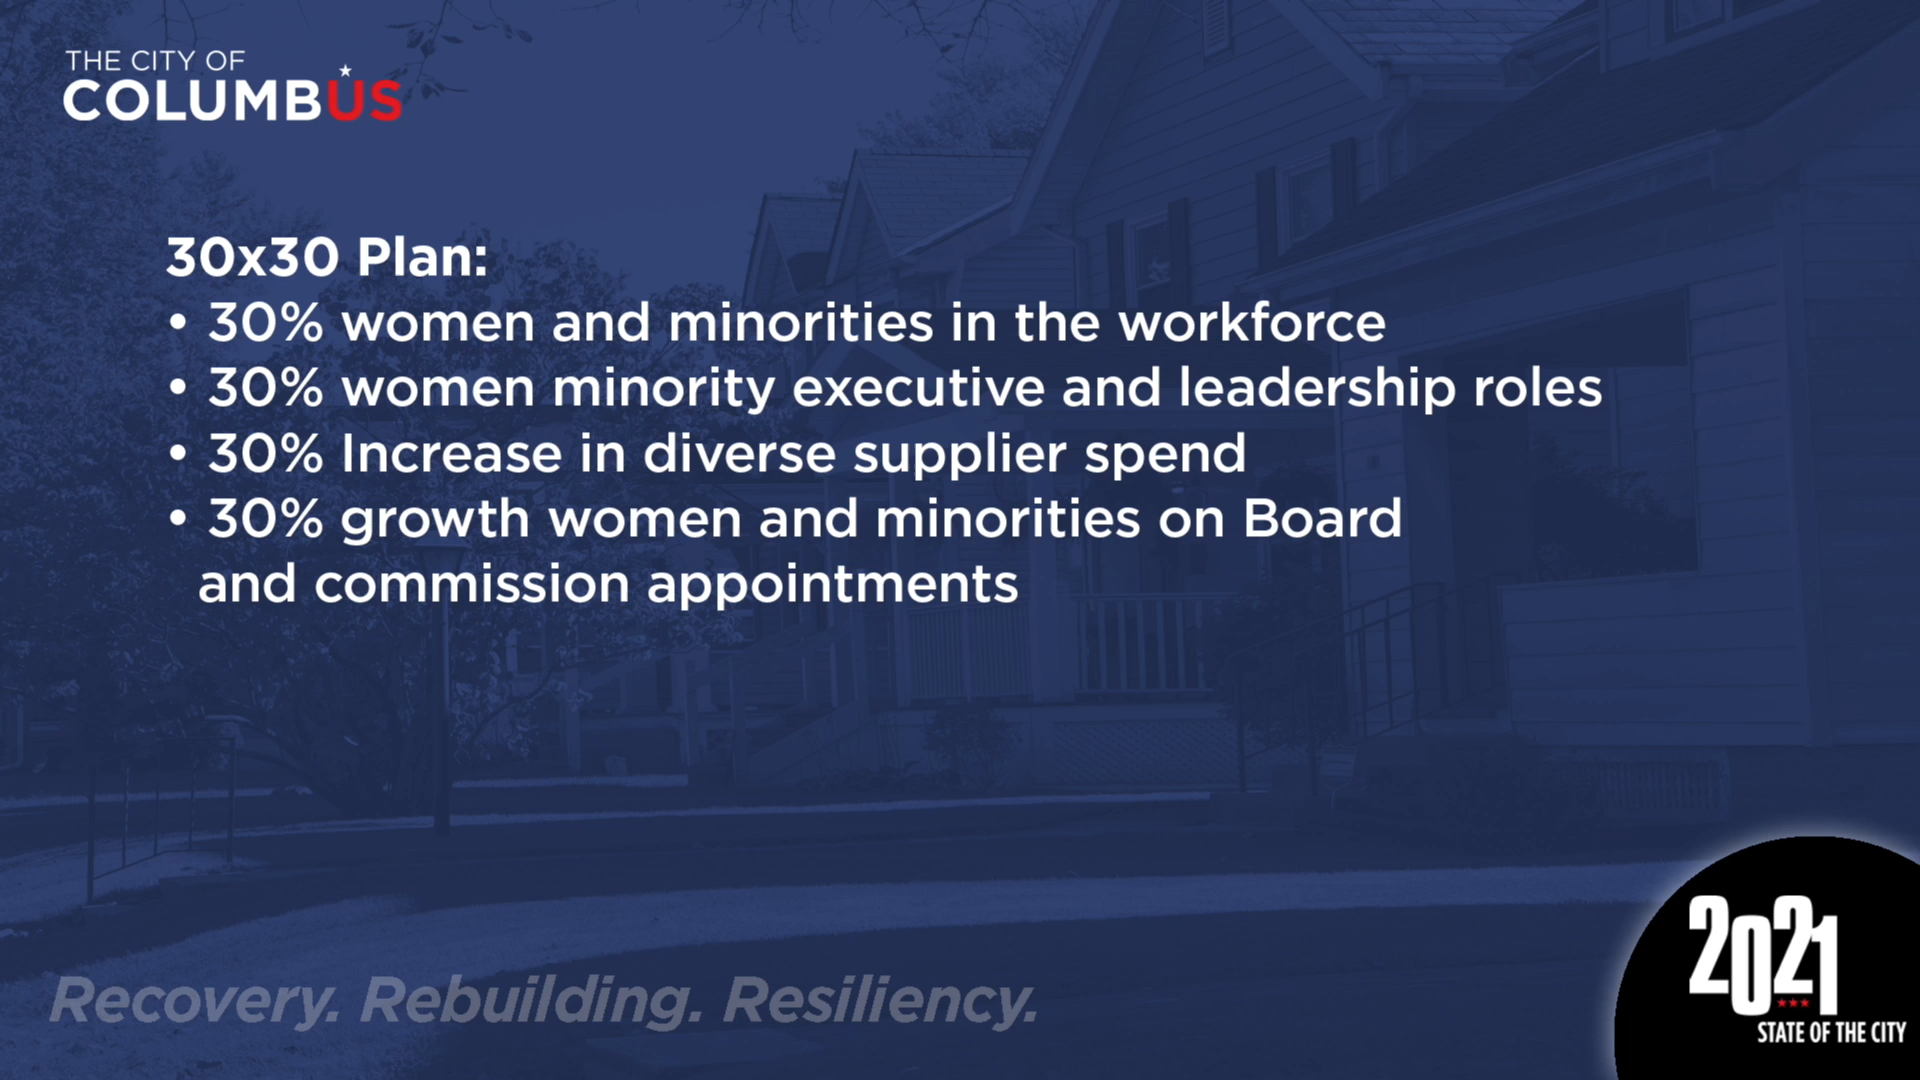 THE CITY OF
COLUMBUS
30x30 Plan:
• 30% women and minorities in the workforce
• 30% women minority executive and leadership roles
• 30% Increase in diverse supplier spend
• 30% growth women and minorities on Board
and commission appointments
Recovery. Rebuilding. Resiliency.
2021
STATE OF THE CITY